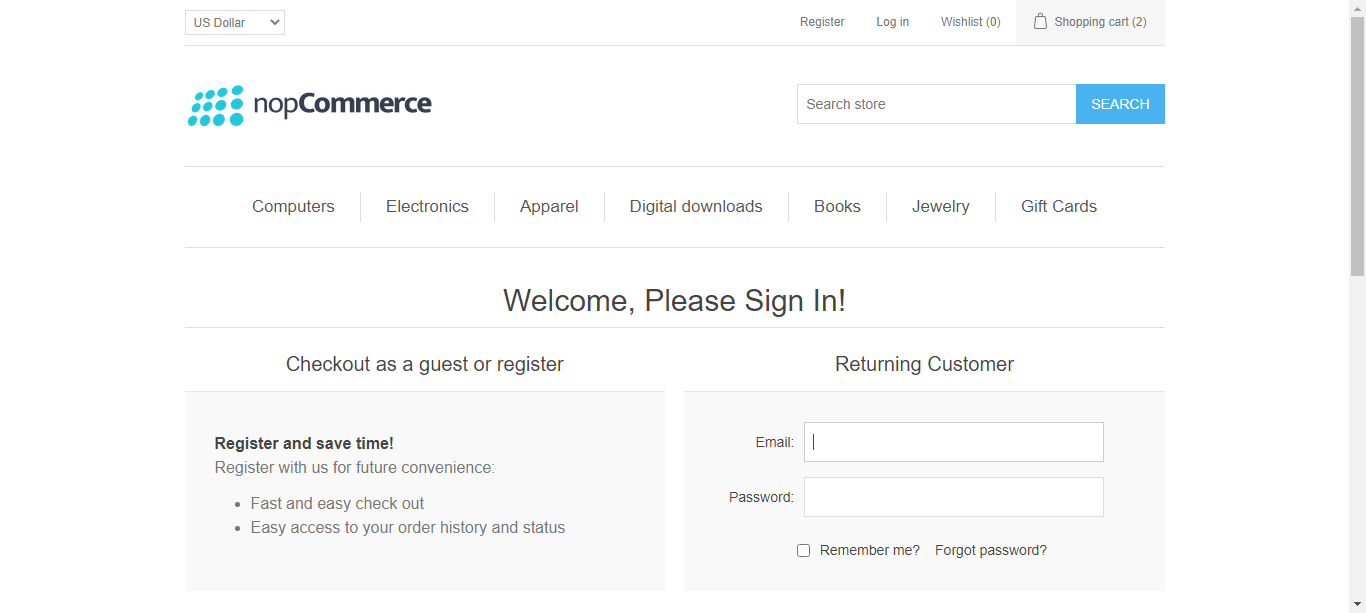 US Dollar Register Log in Wishlist (0) Shopping cart (2)
nopCommerce
Search store SEARCH
Computers Electronics Apparel Digital downloads Books Jewelry Gift Cards
Welcome, Please Sign In!
Checkout as a guest or register
Register and save time!
Register with us for future convenience:
• Fast and easy check out
• Easy access to your order history and status
Returning Customer
Email:
Password:
Remember me? Forgot password?